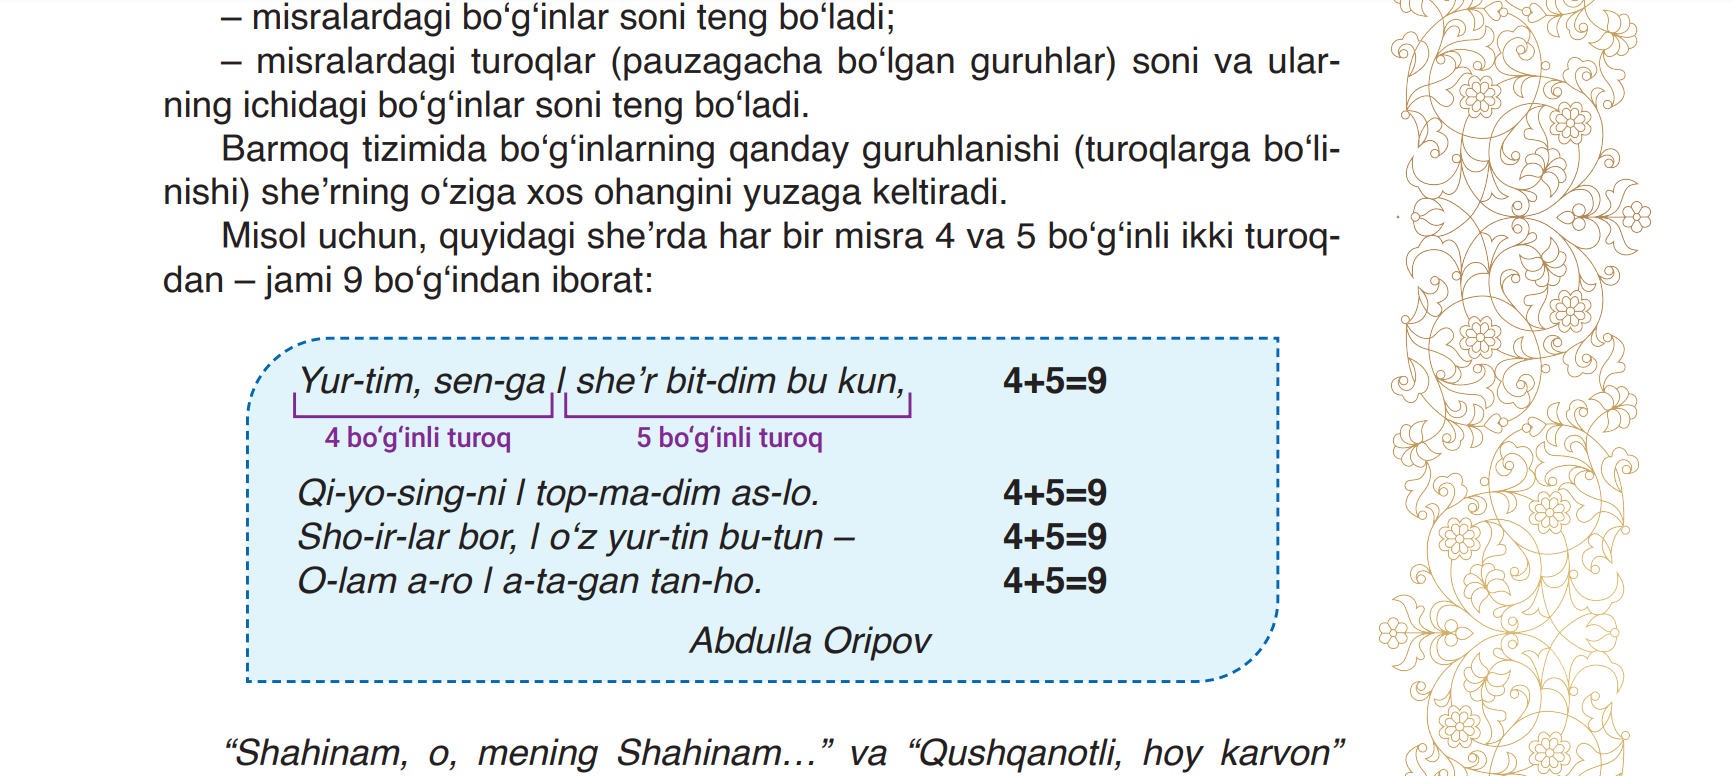 – misralardagi bo‘g‘inlar soni teng bo‘ladi;
– misralardagi turoqlar (pauzagacha bo‘lgan guruhlar) soni va ular-
ning ichidagi bo‘g‘inlar soni teng bo‘ladi.
Barmoq tizimida bo‘g‘inlarning qanday guruhlanishi (turoqlarga bo‘li-
nishi) she’rning o‘ziga xos ohangini yuzaga keltiradi.
Misol uchun, quyidagi she’rda har bir misra 4 va 5 bo‘g‘inli ikki turoq-
dan – jami 9 bo‘g‘indan iborat:
Yur-tim, sen-ga / she’r bit-dim bu kun, 4+5=9
4 bo‘g‘inli turoq 5 bo‘g‘inli turoq
Qi-yo-sing-ni / top-ma-dim as-lo. 4+5=9
Sho-ir-lar bor, / o‘z yur-tin bu-tun – 4+5=9
O-lam a-ro / a-ta-gan tan-ho. 4+5=9
Abdulla Oripov
“Shahinam, o, mening Shahinam…” va “Qushqanotli, hoy karvon”